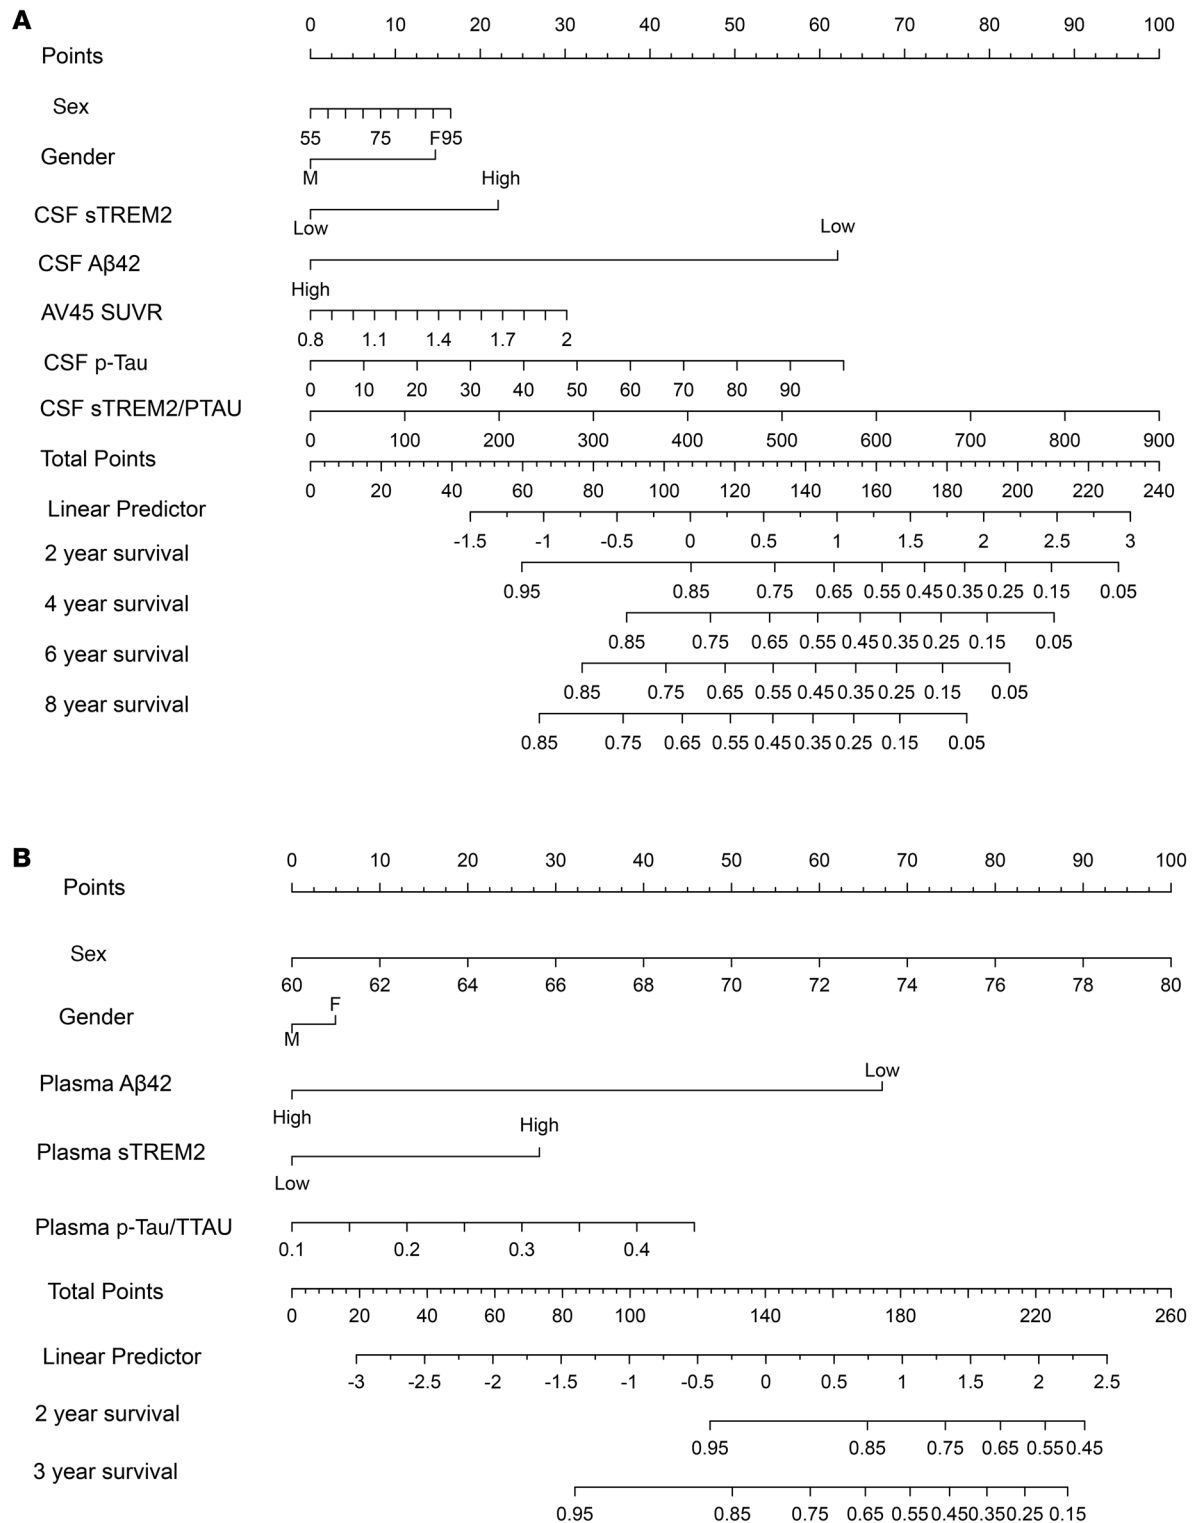 A
0 10 20 30 40 50 60 70 80 90 100
Points
Sex
55 75 F 95
Gender
M High
CSF sTREM2
Low Low
CSF Aβ42
High
AV45 SUVR
0.8 1.1 1.4 1.7 2
CSF p-Tau
0 10 20 30 40 50 60 70 80 90
CSF sTREM2/PTAU
0 100 200 300 400 500 600 700 800 900
Total Points
0 20 40 60 80 100 120 140 160 180 200 220 240
Linear Predictor
-1.5 -1 -0.5 0 0.5 1 1.5 2 2.5 3
2 year survival
0.95 0.85 0.75 0.65 0.55 0.45 0.35 0.25 0.15 0.05
4 year survival
0.85 0.75 0.65 0.55 0.45 0.35 0.25 0.15 0.05
6 year survival
0.85 0.75 0.65 0.55 0.45 0.35 0.25 0.15 0.05
8 year survival
0.85 0.75 0.65 0.55 0.45 0.35 0.25 0.15 0.05
B
0 10 20 30 40 50 60 70 80 90 100
Points
Sex
60 62 64 66 68 70 72 74 76 78 80
F
Gender
M
Low
Plasma Aβ42
High
High
Plasma sTREM2
Low
Plasma p-Tau/TTAU
0.1 0.2 0.3 0.4
Total Points
0 20 40 60 80 100 140 180 220 260
Linear Predictor
-3 -2.5 -2 -1.5 -1 -0.5 0 0.5 1 1.5 2 2.5
2 year survival
0.95 0.85 0.75 0.65 0.55 0.45
3 year survival
0.95 0.85 0.75 0.65 0.55 0.45 0.35 0.25 0.15